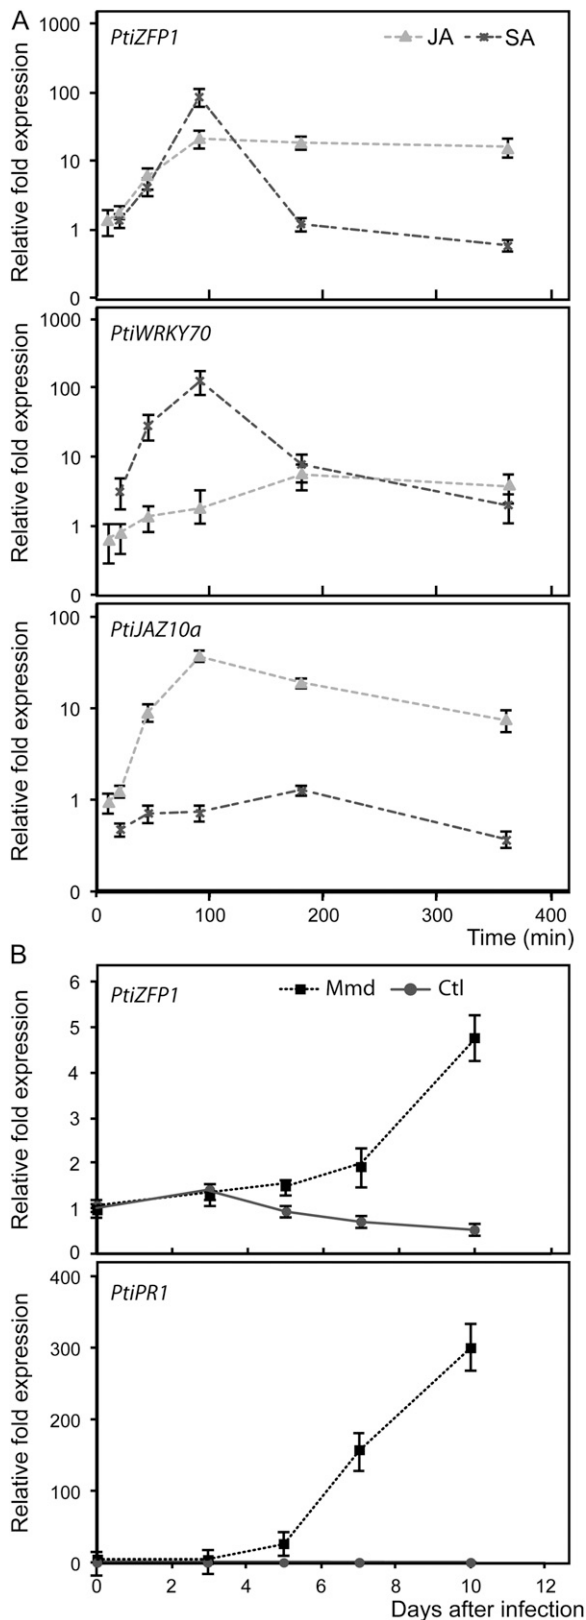 A
PtiZFP1
JA
SA
Relative fold expression
1000
100
10
1
0
PtiWRKY70
Relative fold expression
1000
100
10
1
0
PtiJAZ10a
Relative fold expression
100
10
1
0
0
100
200
300
400
Time (min)
B
PtiZFP1
Mmd
Ctl
Relative fold expression
6
5
4
3
2
1
0
PtiPR1
Relative fold expression
400
300
200
100
0
0
2
4
6
8
10
12
Days after infection